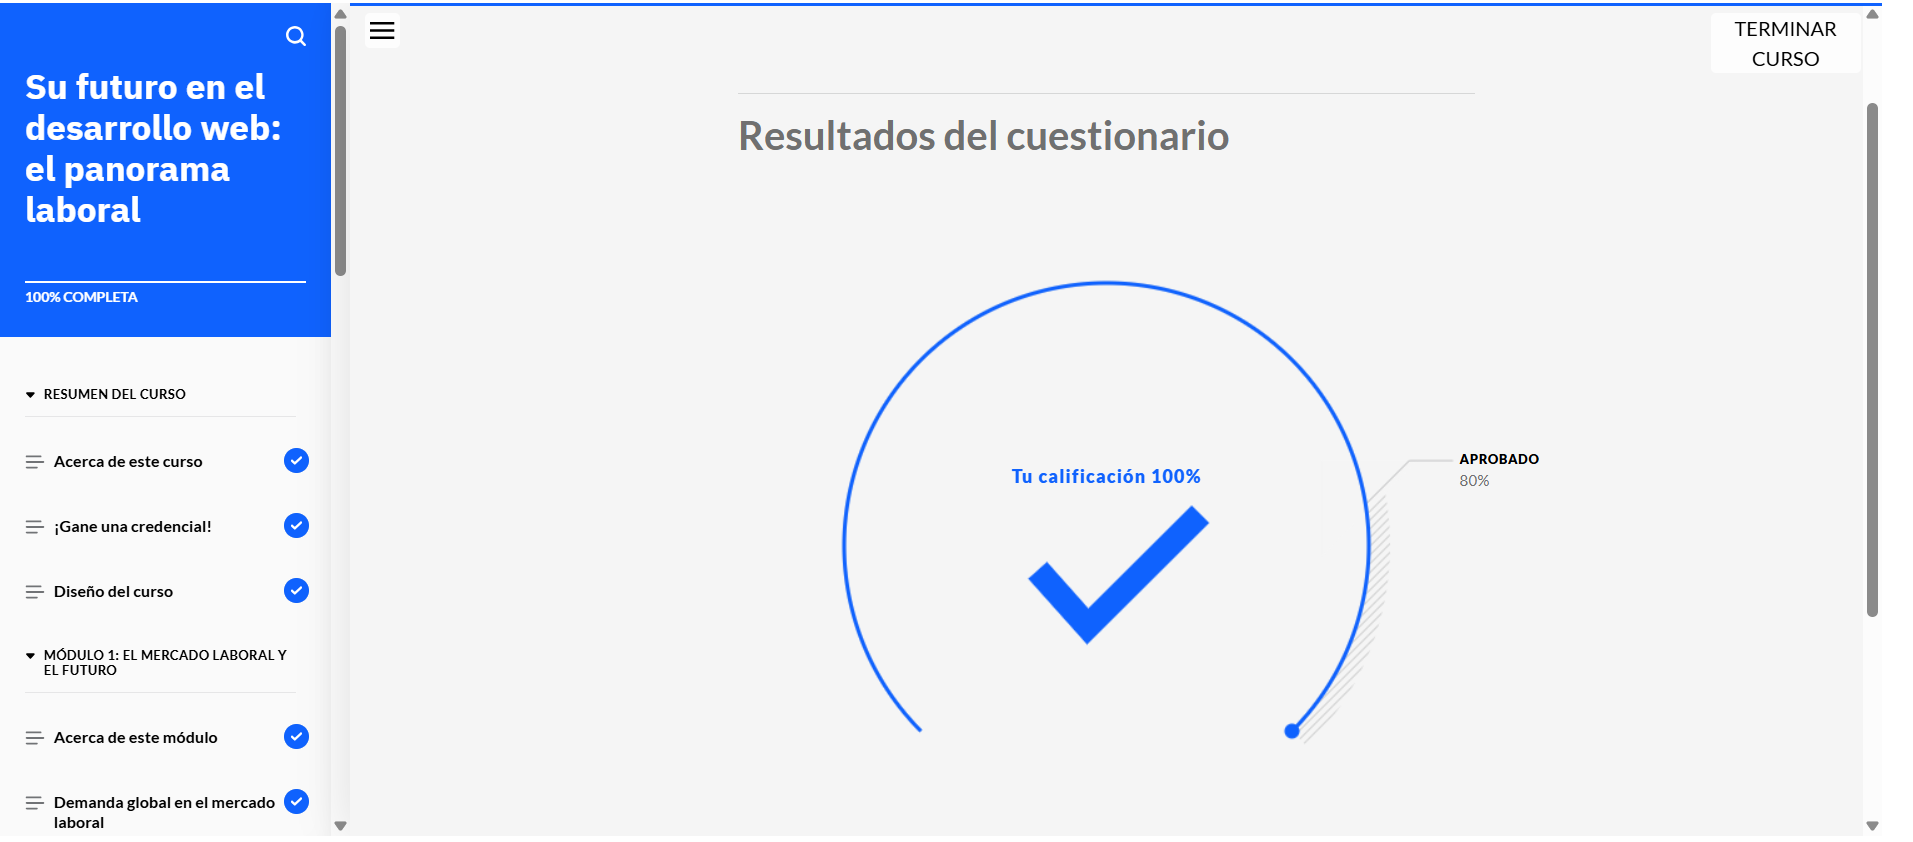 Su futuro en el
desarrollo web:
el panorama
laboral
100% COMPLETA
RESUMEN DEL CURSO
Acerca de este curso
¡Gane una credencial!
Diseño del curso
MÓDULO 1: EL MERCADO LABORAL Y
EL FUTURO
Acerca de este módulo
Demanda global en el mercado
laboral
TERMINAR
CURSO
Resultados del cuestionario
Tu calificación 100%
APROBADO
80%